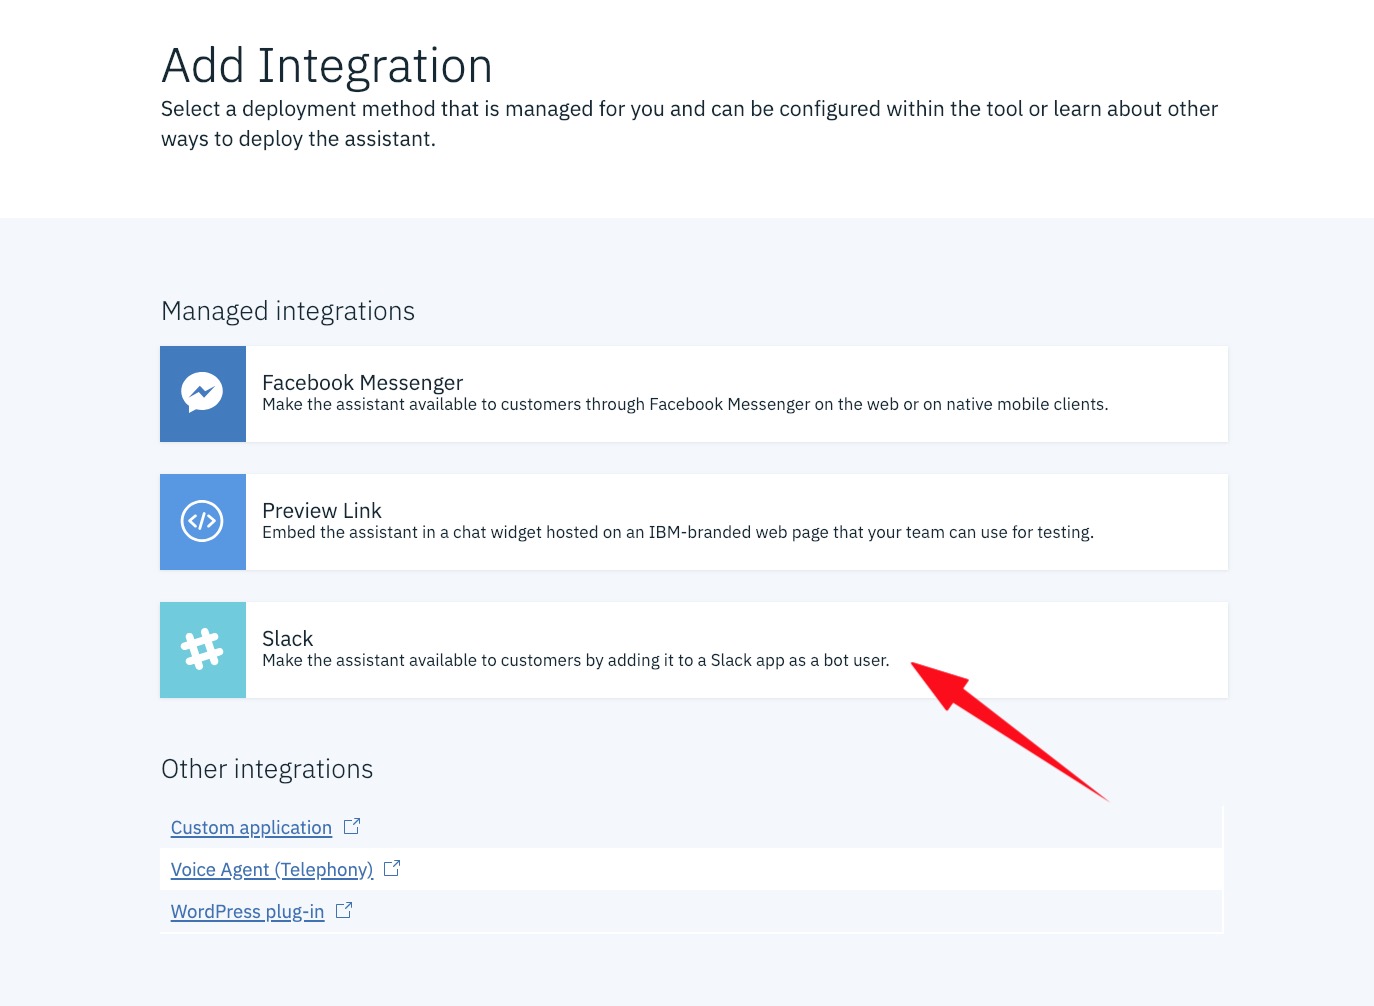 Add Integration
Select a deployment method that is managed for you and can be configured within the tool or learn about other
ways to deploy the assistant.
Managed integrations
Facebook Messenger
Make the assistant available to customers through Facebook Messenger on the web or on native mobile clients.
Preview Link
Embed the assistant in a chat widget hosted on an IBM-branded web page that your team can use for testing.
Slack
Make the assistant available to customers by adding it to a Slack app as a bot user.
Other integrations
Custom application
Voice Agent (Telephony)
WordPress plug-in